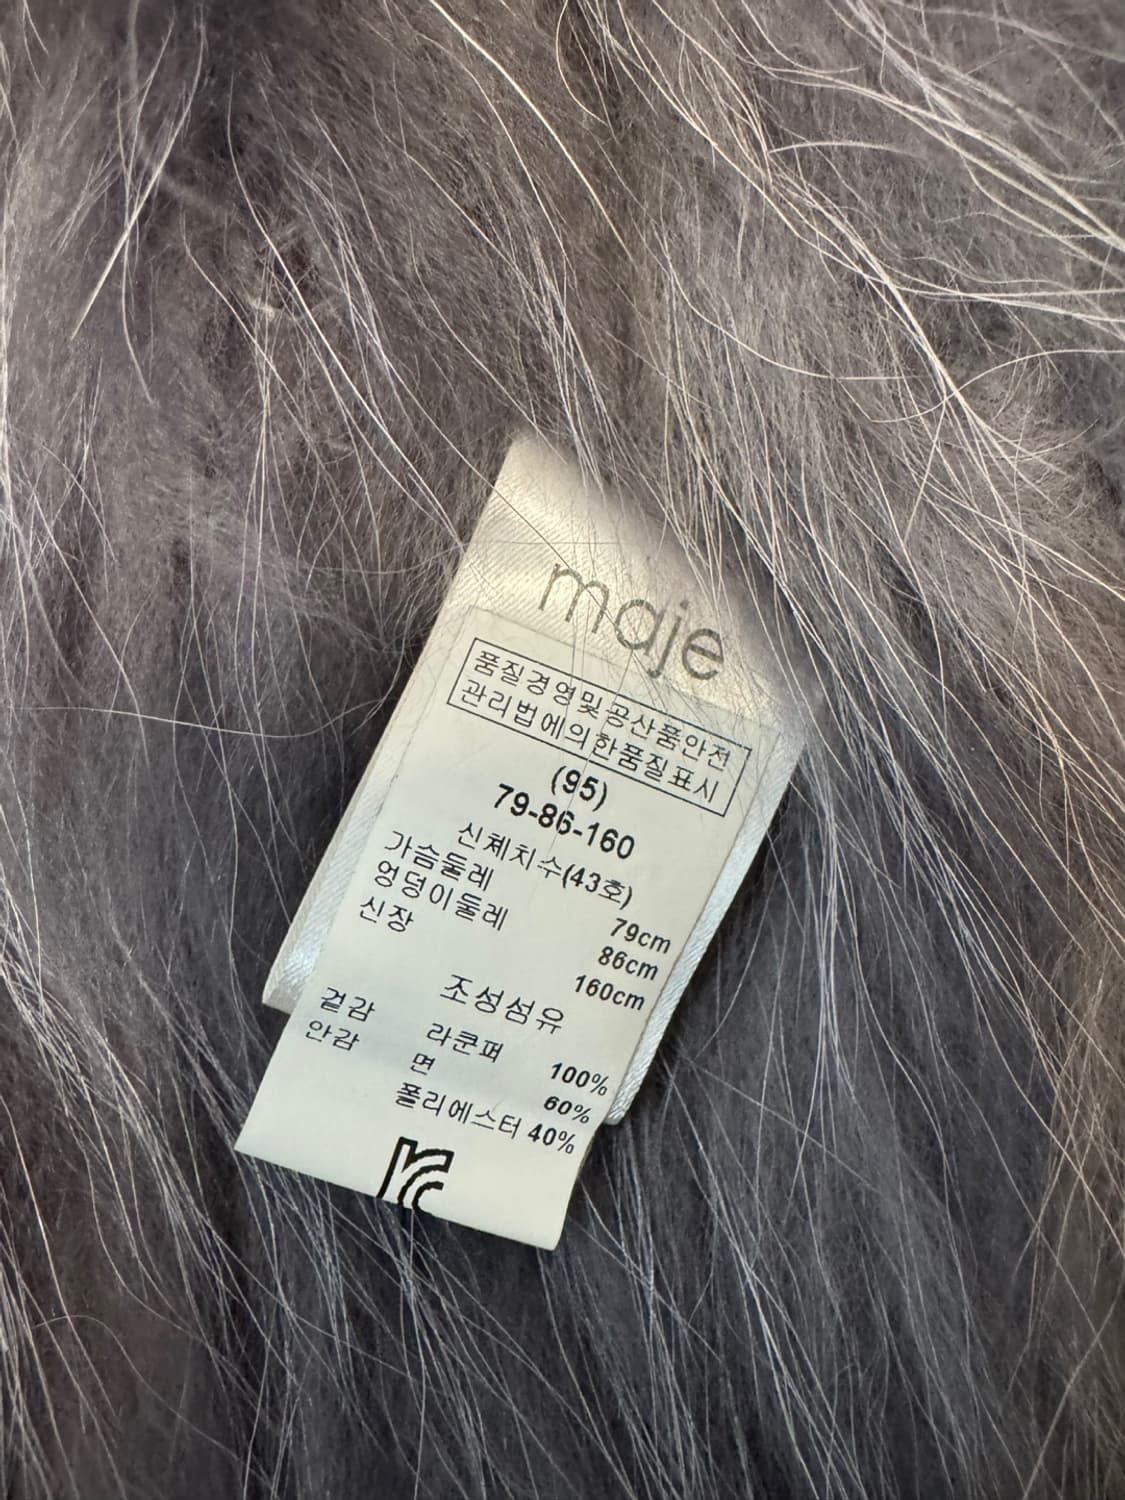 maje
품질경영및공산품안전
관리법에의한품질표시
(95)
79-86-160
신체치수(43호)
가슴둘레 79cm
엉덩이둘레 86cm
신장 160cm
조성섬유
겉감 라쿤퍼 100%
안감 면 60%
폴리에스터 40%